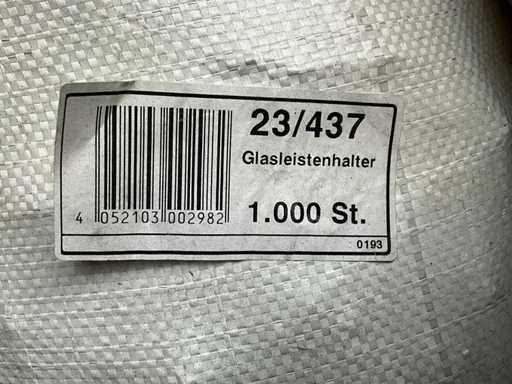 23/437
Glasleistenhalter
4 052103 002982
1.000 St.
0193